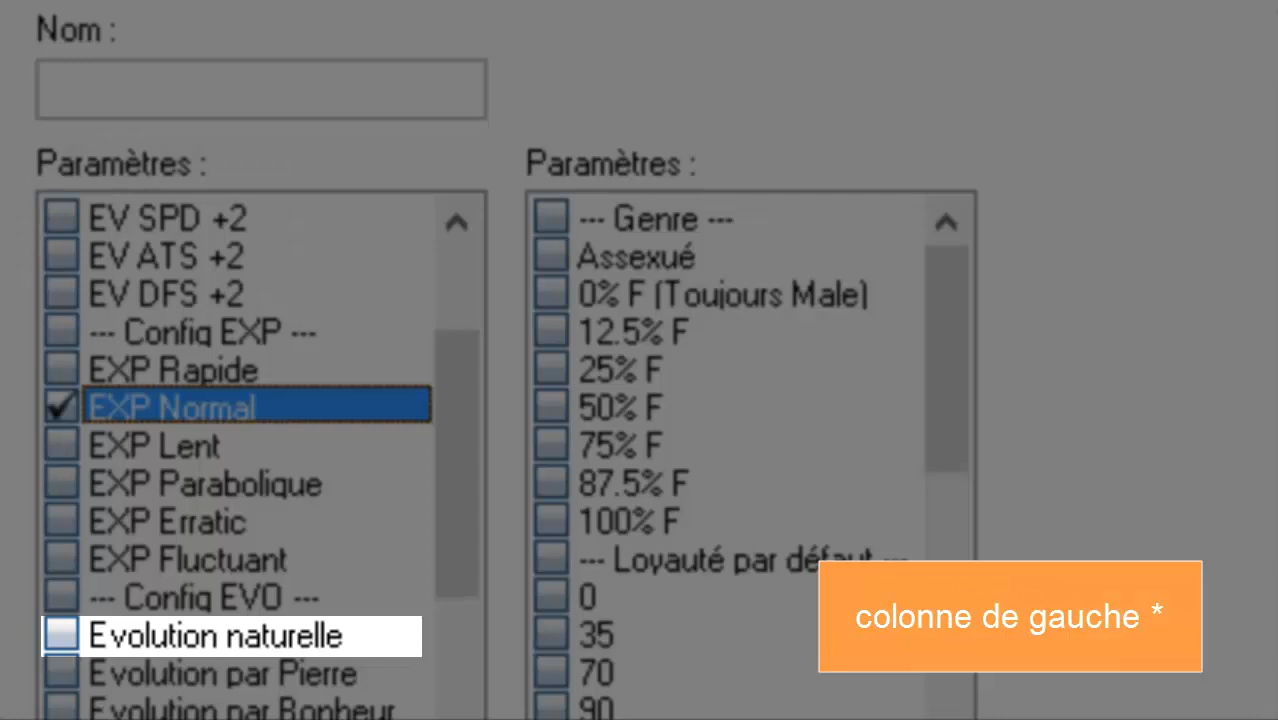 Nom :
Paramètres :
EV SPD +2
EV ATS +2
EV DFS +2
--- Config EXP ---
EXP Rapide
EXP Normal
EXP Lent
EXP Parabolique
EXP Erratic
EXP Fluctuant
--- Config EVO ---
Evolution naturelle
Evolution par Pierre
Evolution par Bonheur
Paramètres :
--- Genre ---
Assexué
0% F (Toujours Male)
12.5% F
25% F
50% F
75% F
87.5% F
100% F
--- Loyauté par défaut ---
0
35
70
90
colonne de gauche *